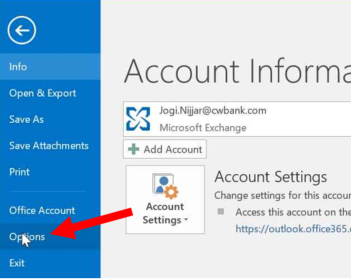 Account Informa
Info
Open & Export
Save As
Save Attachments
Print
Office Account
Options
Exit
Jogi.Nijjar@cwbank.com
Microsoft Exchange
Add Account
Account
Settings
Account Settings
Change settings for this accour
Access this account on the
https://outlook.office365.